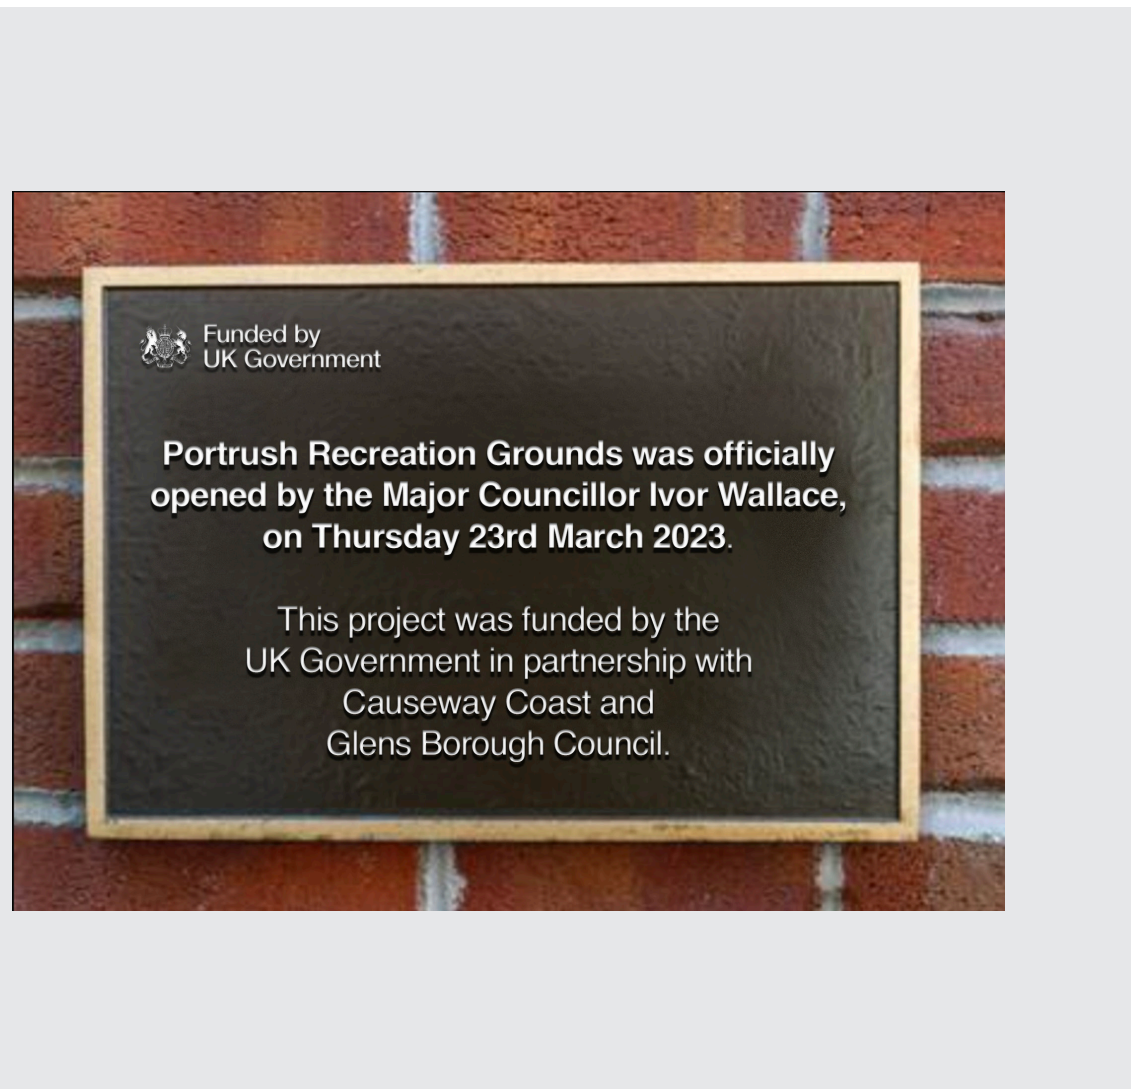 Funded by
UK Government
Portrush Recreation Grounds was officially
opened by the Major Councillor Ivor Wallace,
on Thursday 23rd March 2023.
This project was funded by the
UK Government in partnership with
Causeway Coast and
Glens Borough Council.